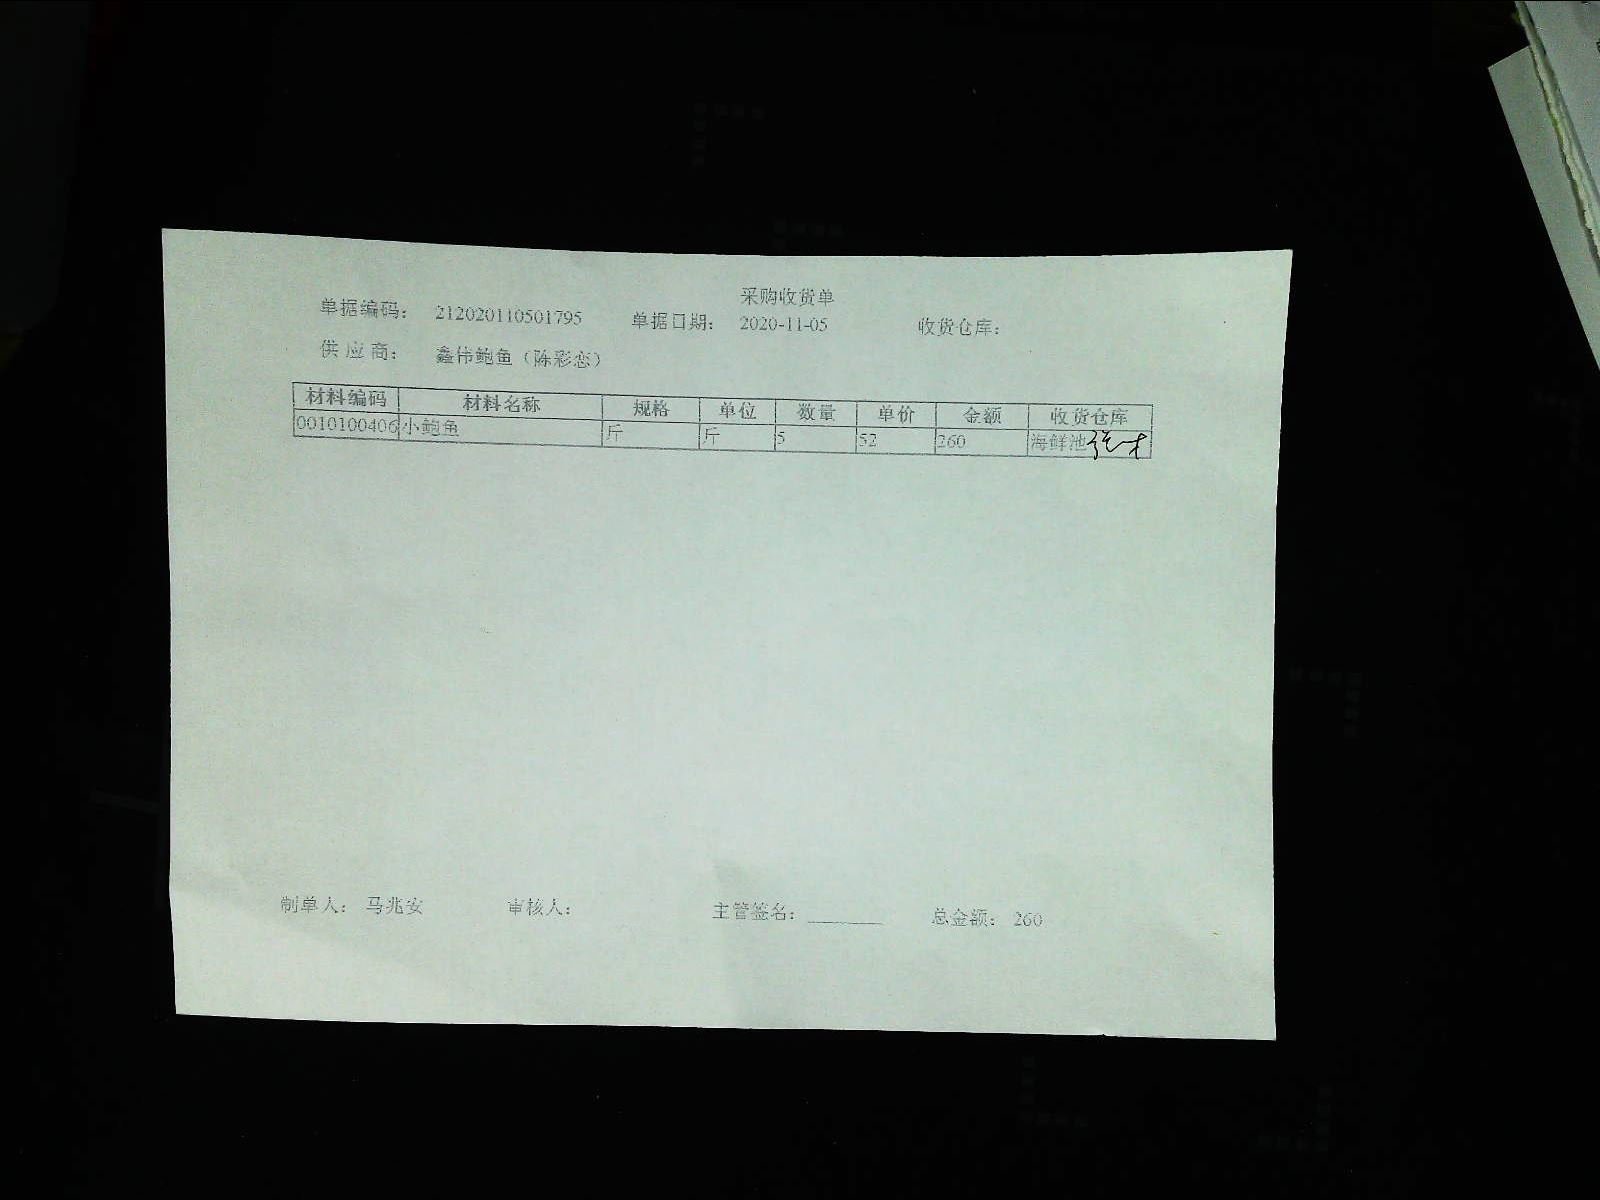 采购收货单
单据编码： 212020110501795 单据日期： 2020-11-05 收货仓库：
供 应 商： 鑫伟鲍鱼（陈彩恋）
材料编码 材料名称 规格 单位 数量 单价 金额 收货仓库
0010100406 小鲍鱼 斤 斤 5 52 260 海鲜池
制单人： 马兆安 审核人： 主管签名：________ 总金额： 260